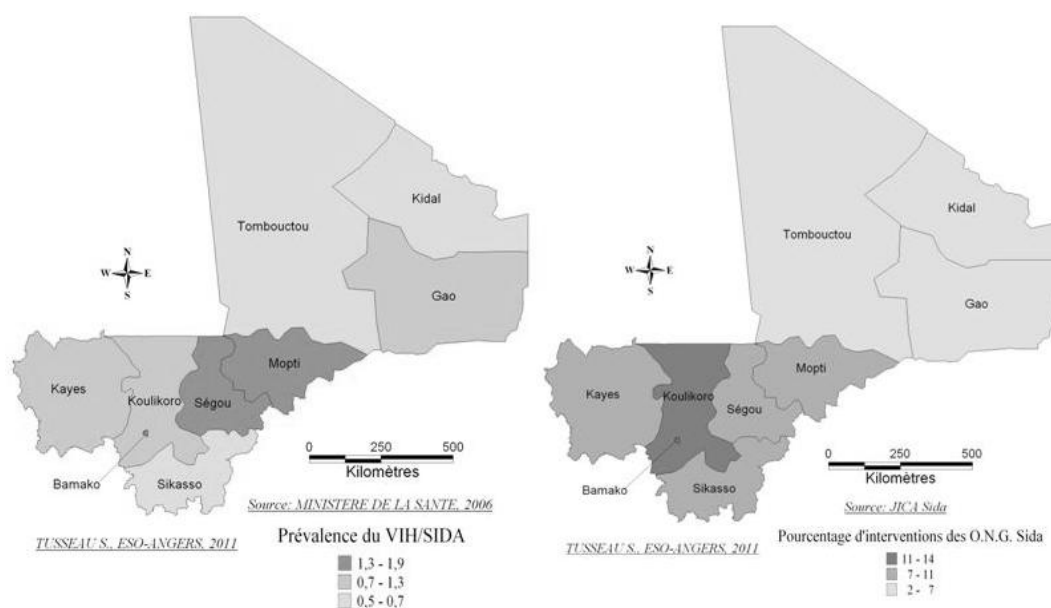 Tombouctou
Kidal
Gao
N
W E
S
Kayes
Koulikoro
Ségou
Mopti
Bamako
Sikasso
0 250 500
Kilomètres
Source: MINISTERE DE LA SANTE, 2006
TUSSEAU S., ESO-ANGERS, 2011
Prévalence du VIH/SIDA
1,3 - 1,9
0,7 - 1,3
0,5 - 0,7
Tombouctou
Kidal
Gao
N
W E
S
Kayes
Koulikoro
Ségou
Mopti
Bamako
Sikasso
0 250 500
Kilomètres
Source: JICA Sida
TUSSEAU S., ESO-ANGERS, 2011
Pourcentage d'interventions des O.N.G. Sida
11 - 14
7 - 11
2 - 7